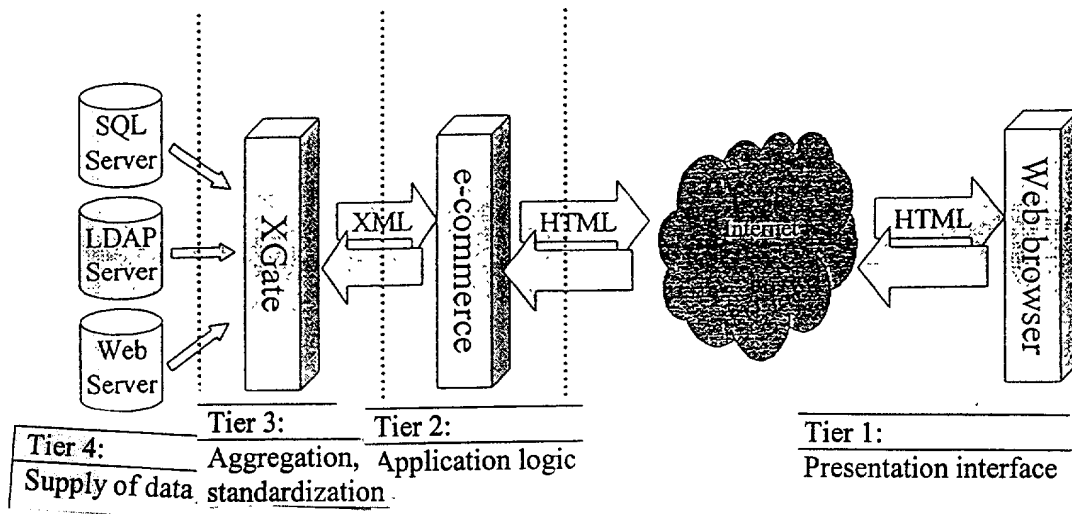 SQL
Server
LDAP
Server
Web
Server
XGate
XML
e-commerce
HTML
Internet
HTML
Web browser
Tier 4:
Supply of data
Tier 3:
Aggregation,
standardization
Tier 2:
Application logic
Tier 1:
Presentation interface